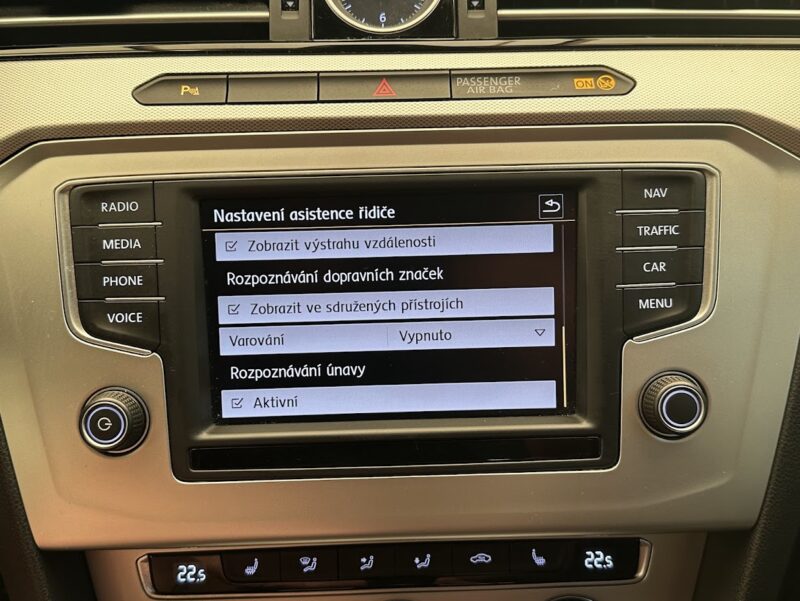 6
P
PASSENGER
AIR BAG
ON
RADIO
MEDIA
PHONE
VOICE
Nastavení asistence řidiče
Zobrazit výstrahu vzdálenosti
Rozpoznávání dopravních značek
Zobrazit ve sdružených přístrojích
Varování Vypnuto
Rozpoznávání únavy
Aktivní
NAV
TRAFFIC
CAR
MENU
22.5
22.5